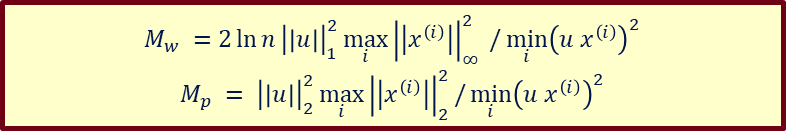 M_w = 2 ln n ||u||_1^2 max_i ||x^(i)||_∞^2 / min_i (u x^(i))^2
M_p = ||u||_2^2 max_i ||x^(i)||_2^2 / min_i (u x^(i))^2